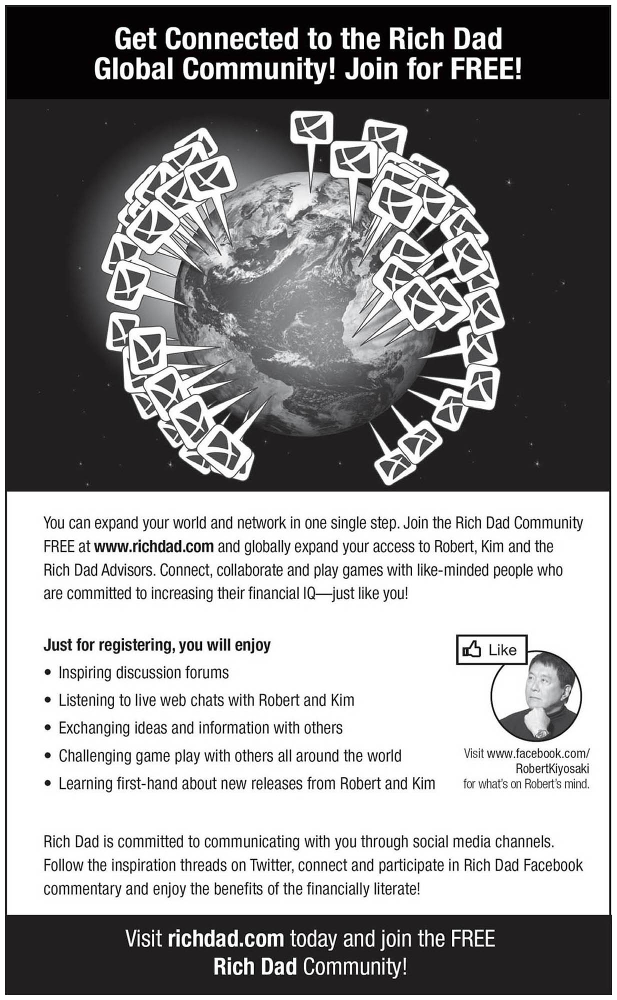 Get Connected to the Rich Dad
Global Community! Join for FREE!
You can expand your world and network in one single step. Join the Rich Dad Community
FREE at www.richdad.com and globally expand your access to Robert, Kim and the
Rich Dad Advisors. Connect, collaborate and play games with like-minded people who
are committed to increasing their financial IQ—just like you!
Just for registering, you will enjoy
• Inspiring discussion forums
• Listening to live web chats with Robert and Kim
• Exchanging ideas and information with others
• Challenging game play with others all around the world
• Learning first-hand about new releases from Robert and Kim
Like
Visit www.facebook.com/
RobertKiyosaki
for what's on Robert's mind.
Rich Dad is committed to communicating with you through social media channels.
Follow the inspiration threads on Twitter, connect and participate in Rich Dad Facebook
commentary and enjoy the benefits of the financially literate!
Visit richdad.com today and join the FREE
Rich Dad Community!